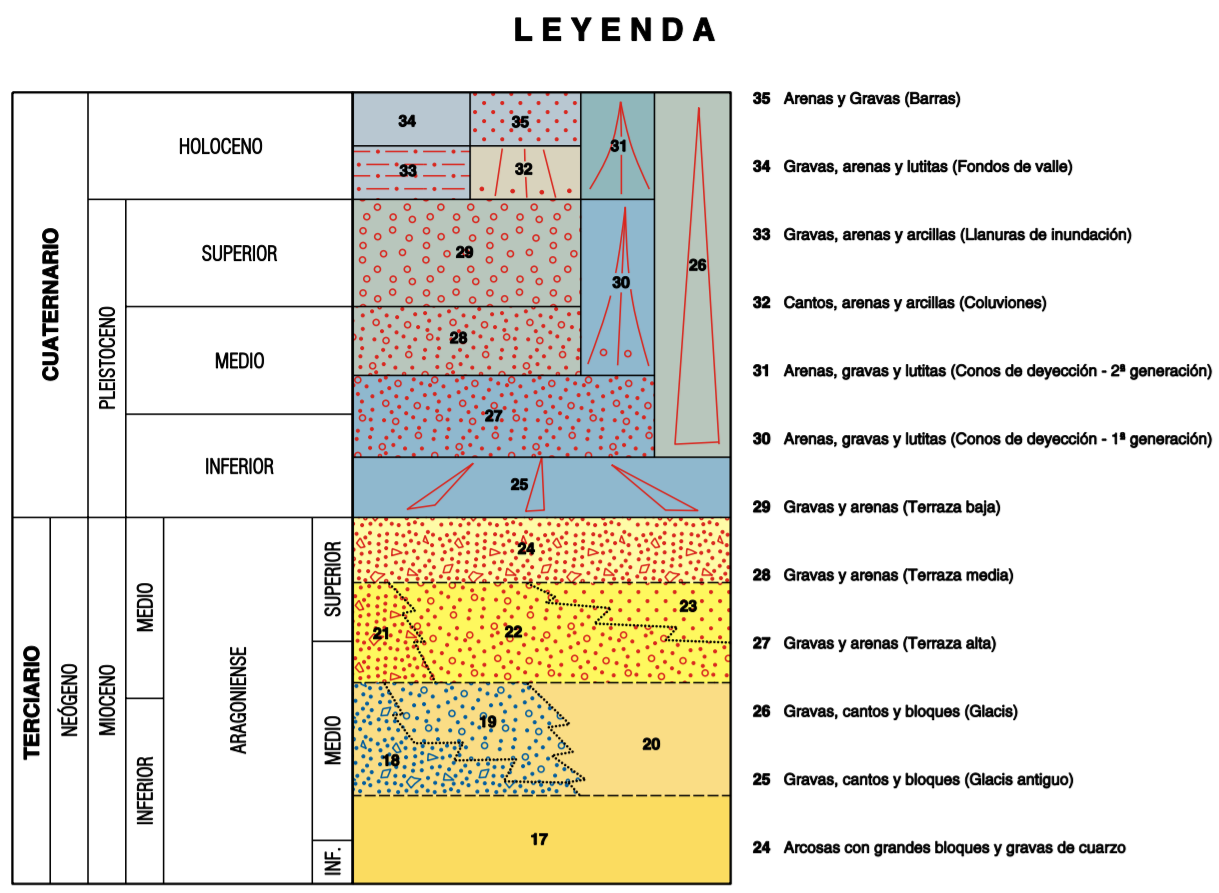 LEYENDA
CUATERNARIO
HOLOCENO
PLEISTOCENO
SUPERIOR
MEDIO
INFERIOR
TERCIARIO
NEÓGENO
MIOCENO
MEDIO
INFERIOR
ARAGONIENSE
SUPERIOR
MEDIO
INF.
34
35
31
33
32
26
29
30
28
27
25
24
23
21
22
19
20
18
17
35 Arenas y Gravas (Barras)
34 Gravas, arenas y lutitas (Fondos de valle)
33 Gravas, arenas y arcillas (Llanuras de inundación)
32 Cantos, arenas y arcillas (Coluviones)
31 Arenas, gravas y lutitas (Conos de deyección - 2ª generación)
30 Arenas, gravas y lutitas (Conos de deyección - 1ª generación)
29 Gravas y arenas (Terraza baja)
28 Gravas y arenas (Terraza media)
27 Gravas y arenas (Terraza alta)
26 Gravas, cantos y bloques (Glacis)
25 Gravas, cantos y bloques (Glacis antiguo)
24 Arcosas con grandes bloques y gravas de cuarzo